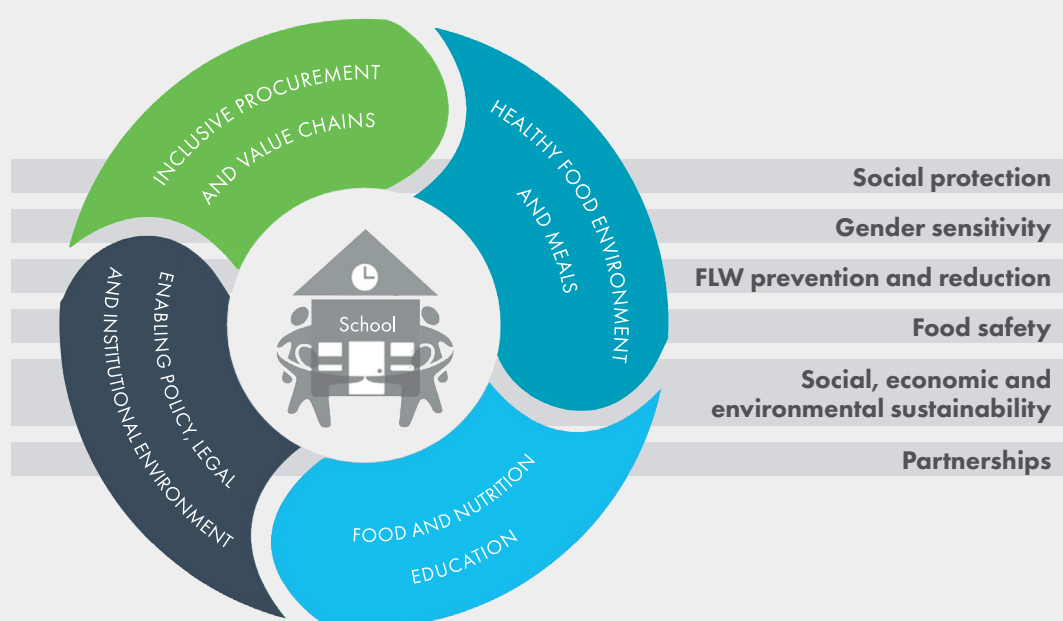 INCLUSIVE PROCUREMENT
AND VALUE CHAINS
HEALTHY FOOD ENVIRONMENT
AND MEALS
FOOD AND NUTRITION
EDUCATION
ENABLING POLICY, LEGAL
AND INSTITUTIONAL ENVIRONMENT
School
Social protection
Gender sensitivity
FLW prevention and reduction
Food safety
Social, economic and
environmental sustainability
Partnerships